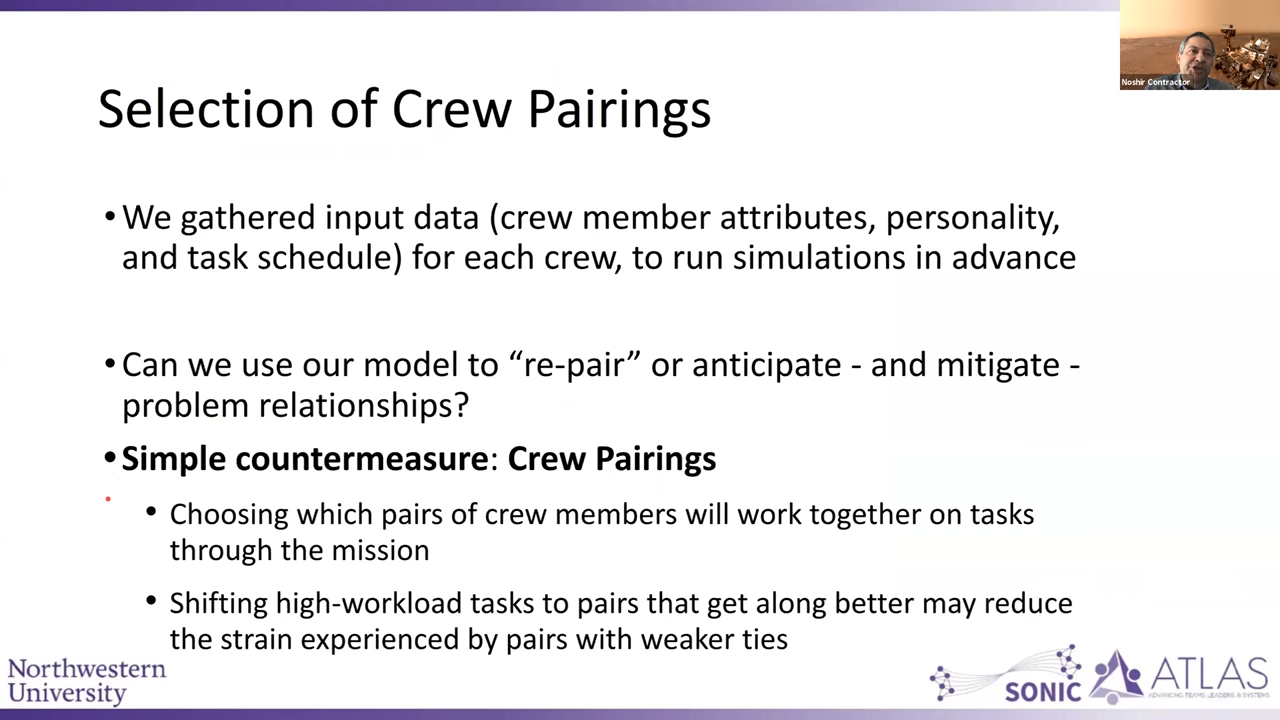 Noshir Contractor
Selection of Crew Pairings
• We gathered input data (crew member attributes, personality,
and task schedule) for each crew, to run simulations in advance
• Can we use our model to “re-pair” or anticipate - and mitigate -
problem relationships?
• Simple countermeasure: Crew Pairings
• Choosing which pairs of crew members will work together on tasks
through the mission
• Shifting high-workload tasks to pairs that get along better may reduce
the strain experienced by pairs with weaker ties
Northwestern
University
SONIC
ATLAS
ADVANCING TEAMS LEADERS & SYSTEMS